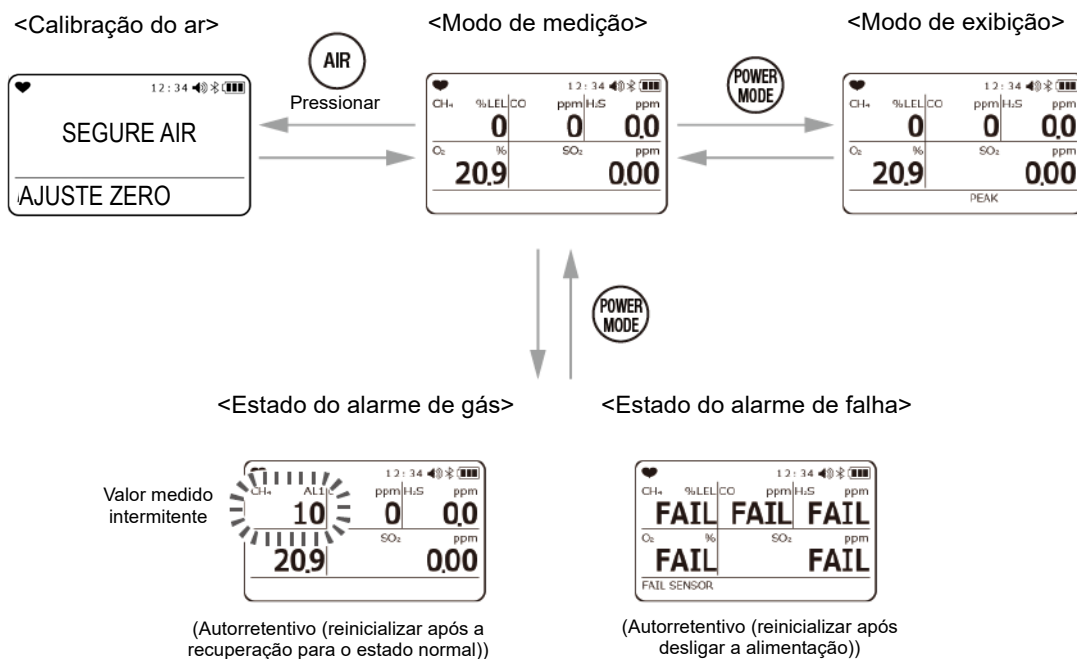 <Calibração do ar>
<Modo de medição>
<Modo de exibição>
AIR
Pressionar
POWER
MODE
12:34
SEGURE AIR
AJUSTE ZERO
12:34
CH₄ %LEL CO ppm H₂S ppm
0 0 0.0
O₂ % SO₂ ppm
20.9 0.00
12:34
CH₄ %LEL CO ppm H₂S ppm
0 0 0.0
O₂ % SO₂ ppm
20.9 0.00
PEAK
POWER
MODE
<Estado do alarme de gás>
<Estado do alarme de falha>
Valor medido
intermitente
12:34
CH₄ AL1 ppm H₂S ppm
10 0 0.0
SO₂ ppm
20.9 0.00
12:34
CH₄ %LEL CO ppm H₂S ppm
FAIL FAIL FAIL
O₂ % SO₂ ppm
FAIL FAIL
FAIL SENSOR
(Autorretentivo (reinicializar após a
recuperação para o estado normal))
(Autorretentivo (reinicializar após
desligar a alimentação))